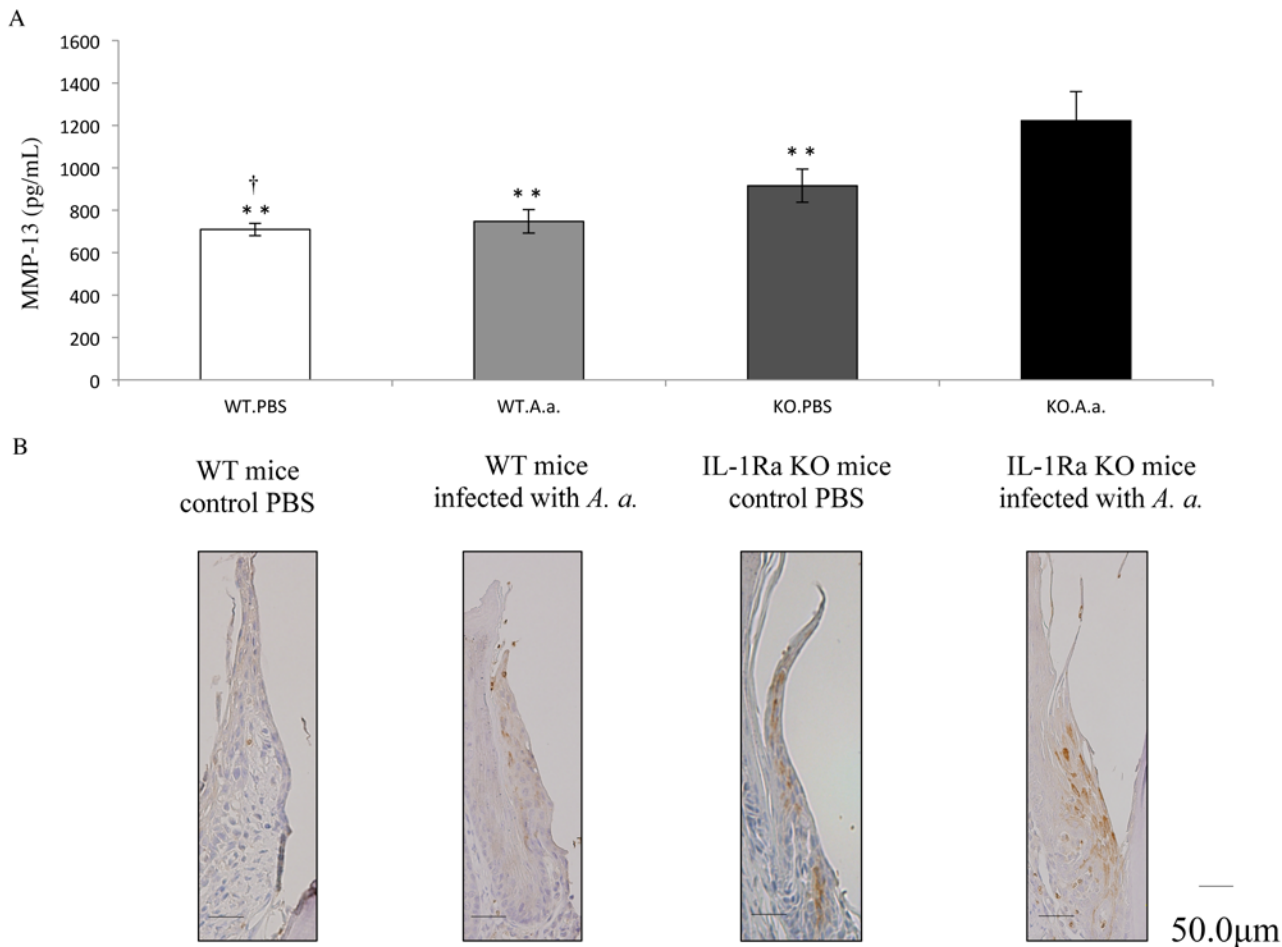 A
1600
1400
1200
1000
800
600
400
200
0
MMP-13 (pg/mL)
†
**
**
**
WT.PBS WT.A.a. KO.PBS KO.A.a.
B
WT mice
control PBS
WT mice
infected with A. a.
IL-1Ra KO mice
control PBS
IL-1Ra KO mice
infected with A. a.
50.0μm